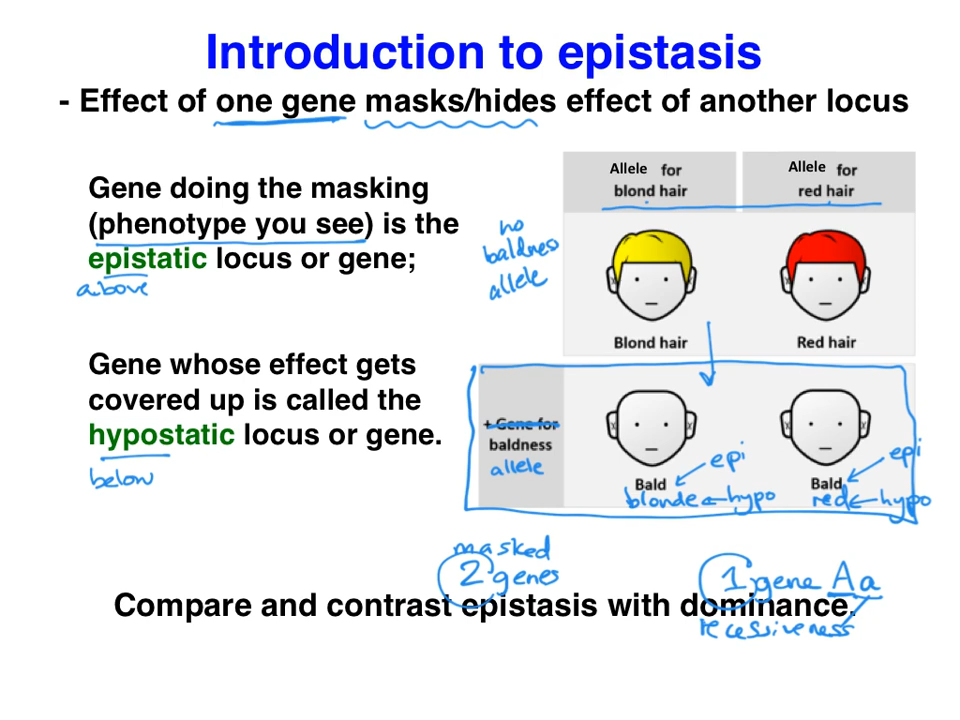 Introduction to epistasis
- Effect of one gene masks/hides effect of another locus
Gene doing the masking
(phenotype you see) is the
epistatic locus or gene;
above
Gene whose effect gets
covered up is called the
hypostatic locus or gene.
below
Allele for
blond hair
Allele for
red hair
no
baldness
allele
Blond hair
Red hair
+ Gene for
baldness
allele
epi
Bald
blonde ← hypo
epi
Bald
red ← hypo
masked
2 genes
1 gene Aa
Compare and contrast epistasis with dominance.
recessiveness